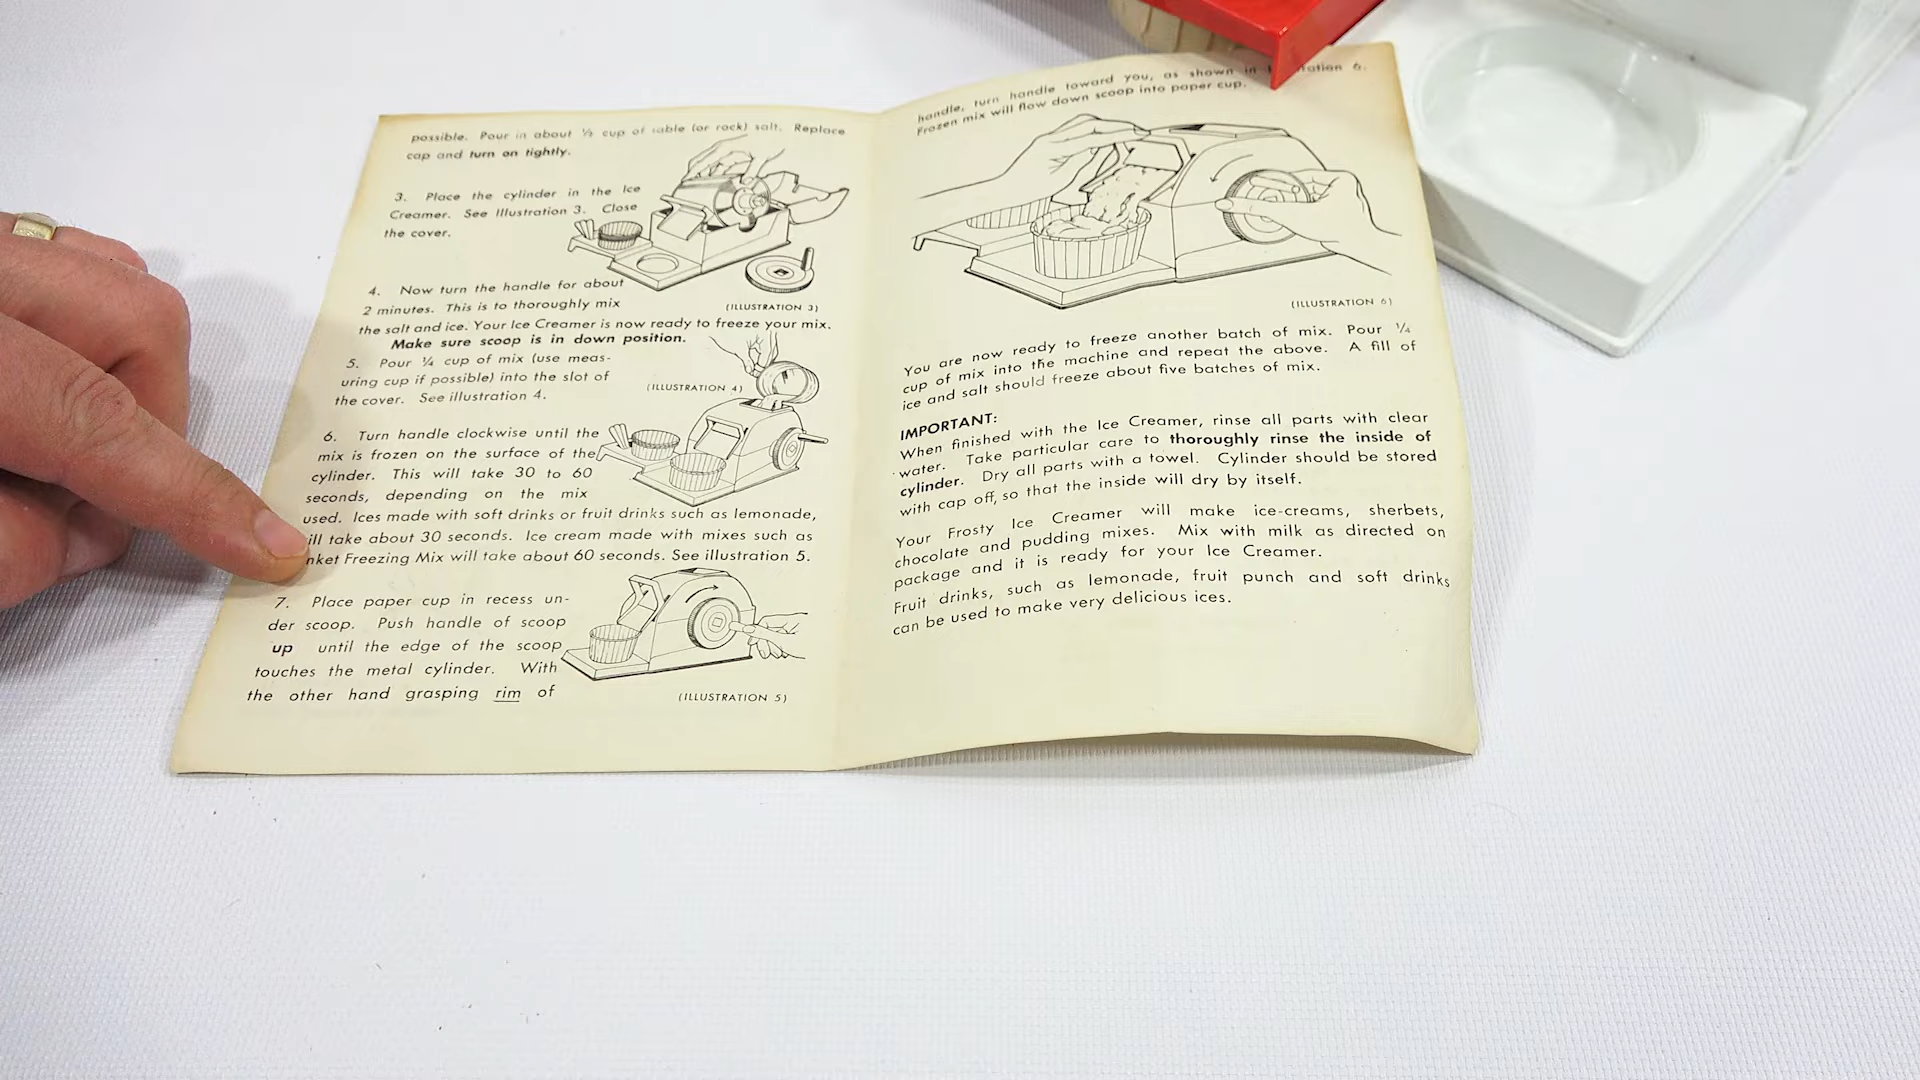 possible. Pour in about ⅓ cup of table (or rock) salt. Replace
cap and turn on tightly.
3. Place the cylinder in the Ice
Creamer. See Illustration 3. Close
the cover.
4. Now turn the handle for about
2 minutes. This is to thoroughly mix
(ILLUSTRATION 3)
the salt and ice. Your Ice Creamer is now ready to freeze your mix.
Make sure scoop is in down position.
5. Pour ¼ cup of mix (use meas-
uring cup if possible) into the slot of
the cover. See illustration 4.
(ILLUSTRATION 4)
6. Turn handle clockwise until the
mix is frozen on the surface of the
cylinder. This will take 30 to 60
seconds, depending on the mix
used. Ices made with soft drinks or fruit drinks such as lemonade,
ill take about 30 seconds. Ice cream made with mixes such as
nket Freezing Mix will take about 60 seconds. See illustration 5.
7. Place paper cup in recess un-
der scoop. Push handle of scoop
up until the edge of the scoop
touches the metal cylinder. With
the other hand grasping rim of
(ILLUSTRATION 5)
handle, turn handle toward you, as shown in tration 6.
Frozen mix will flow down scoop into paper cup.
(ILLUSTRATION 6)
You are now ready to freeze another batch of mix. Pour ¼
cup of mix into the machine and repeat the above. A fill of
ice and salt should freeze about five batches of mix.
IMPORTANT:
When finished with the Ice Creamer, rinse all parts with clear
water. Take particular care to thoroughly rinse the inside of
cylinder. Dry all parts with a towel. Cylinder should be stored
with cap off, so that the inside will dry by itself.
Your Frosty Ice Creamer will make ice-creams, sherbets,
chocolate and pudding mixes. Mix with milk as directed on
package and it is ready for your Ice Creamer.
Fruit drinks, such as lemonade, fruit punch and soft drinks
can be used to make very delicious ices.